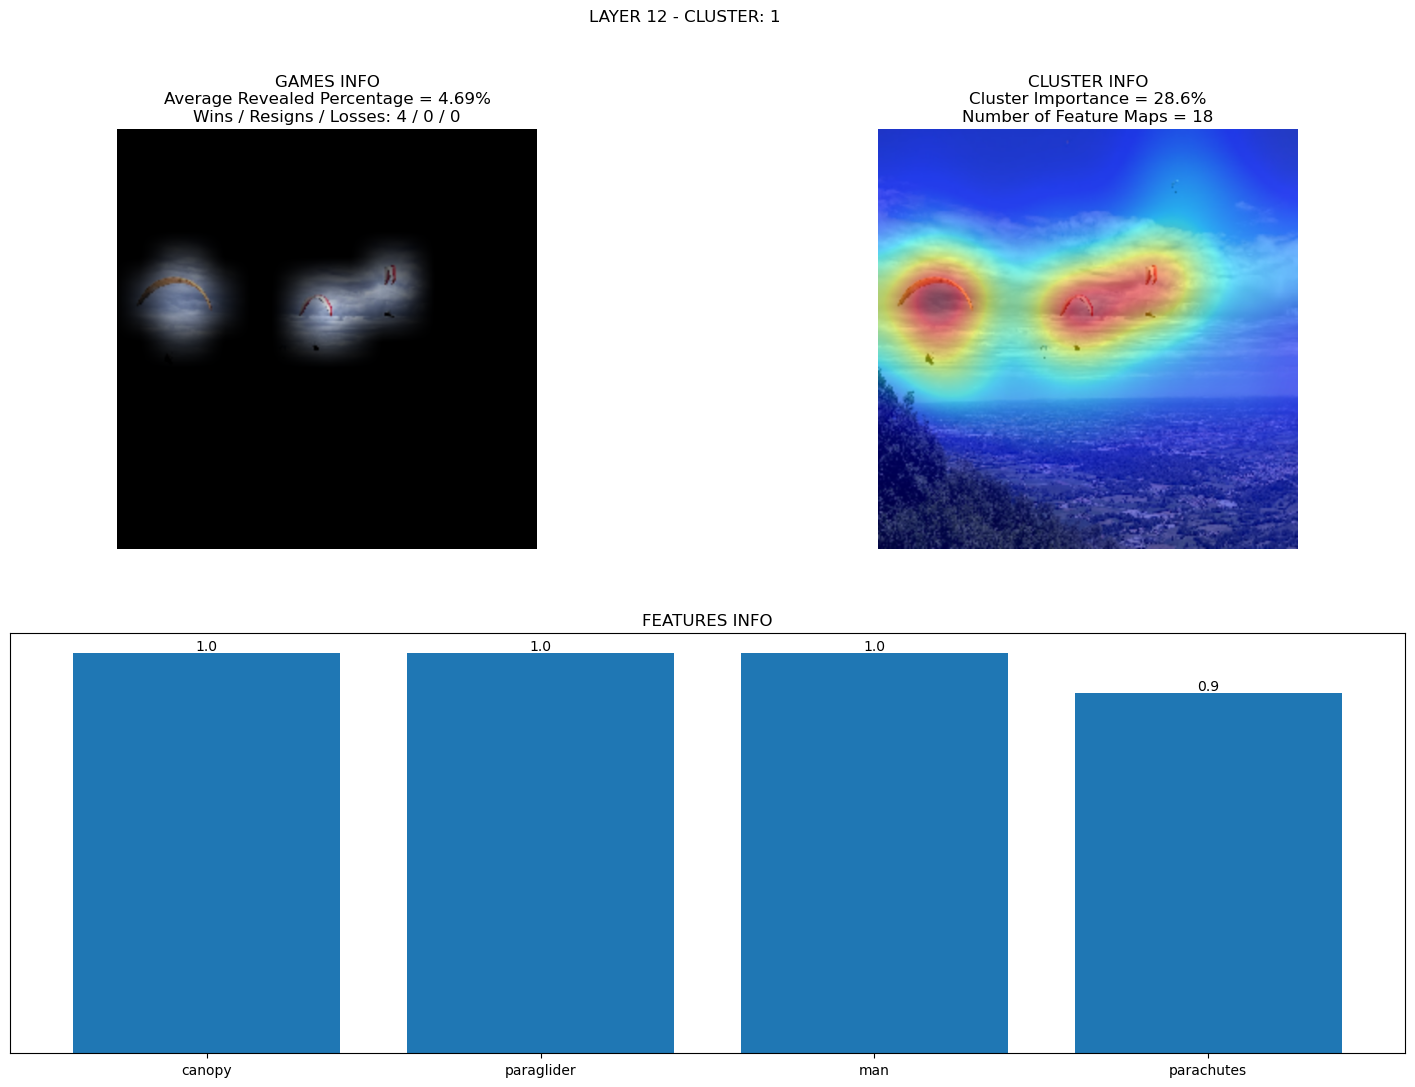 LAYER 12 - CLUSTER: 1
GAMES INFO
Average Revealed Percentage = 4.69%
Wins / Resigns / Losses: 4 / 0 / 0
CLUSTER INFO
Cluster Importance = 28.6%
Number of Feature Maps = 18
FEATURES INFO
1.0 1.0 1.0 0.9
canopy paraglider man parachutes